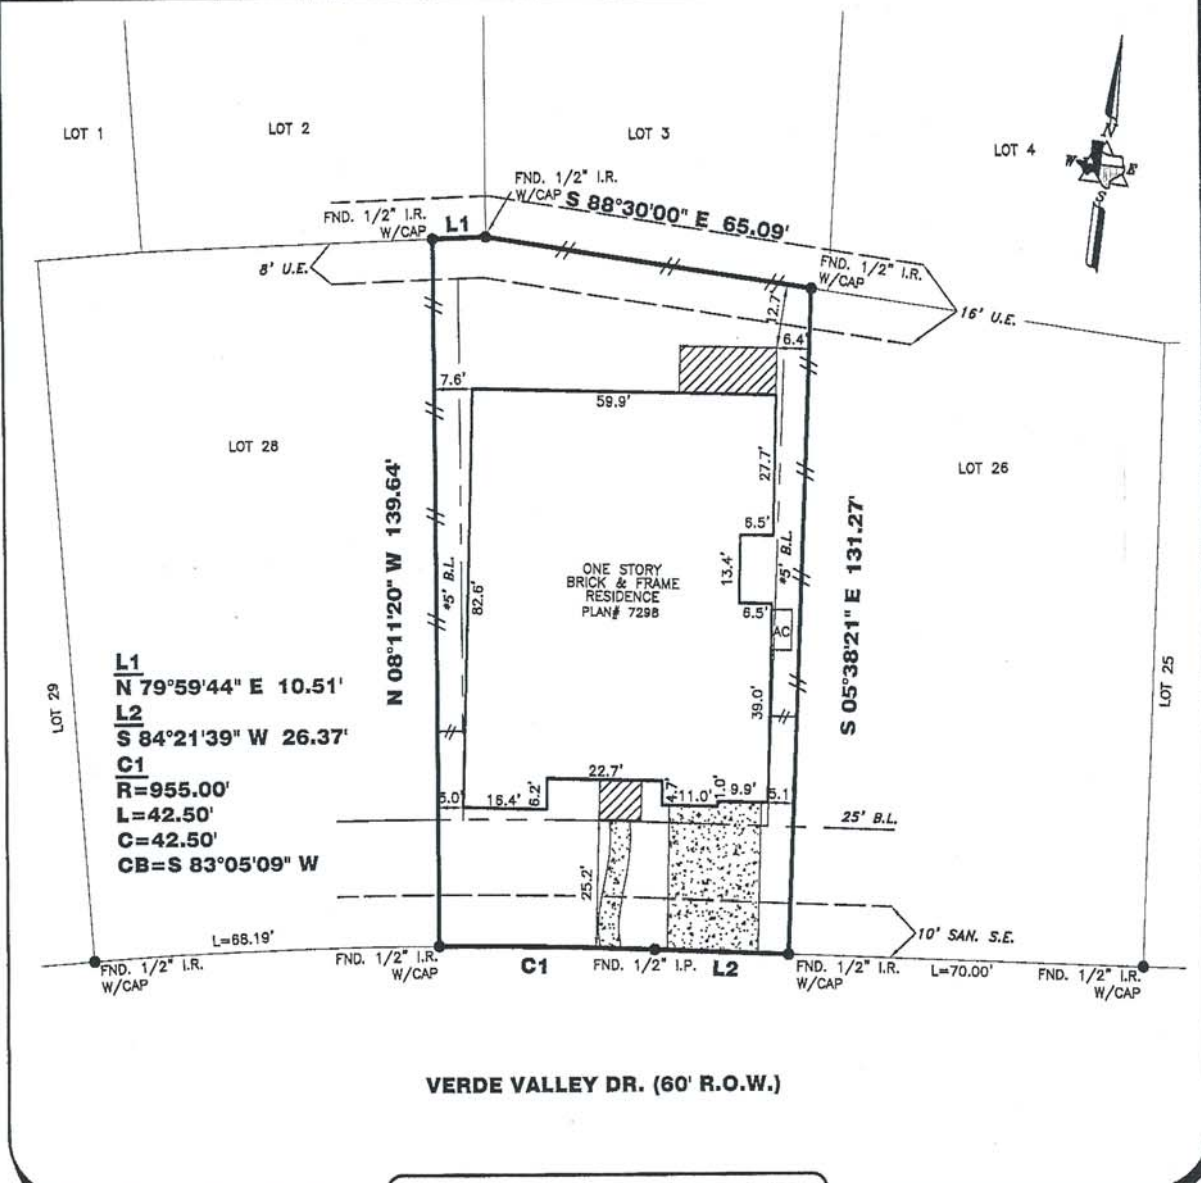 LOT 1
LOT 2
LOT 3
LOT 4
N
W
E
S
FND. 1/2" I.R.
W/CAP
S 88°30'00" E 65.09'
FND. 1/2" I.R.
W/CAP
L1
8' U.E.
FND. 1/2" I.R.
W/CAP
16' U.E.
12.7'
6.4'
7.6'
59.9'
LOT 28
LOT 26
27.7'
6.5'
13.4'
6.5'
AC
39.0'
*5' B.L.
*5' B.L.
82.6'
N 08°11'20" W 139.64'
S 05°38'21" E 131.27'
ONE STORY
BRICK & FRAME
RESIDENCE
PLAN# 7298
LOT 29
LOT 25
L1
N 79°59'44" E 10.51'
L2
S 84°21'39" W 26.37'
C1
R=955.00'
L=42.50'
C=42.50'
CB=S 83°05'09" W
22.7'
5.0'
16.4'
6.2'
4.7'
11.0'
1.0'
9.9'
5.1'
25' B.L.
25.2'
10' SAN. S.E.
L=68.19'
FND. 1/2" I.R.
W/CAP
FND. 1/2" I.R.
W/CAP
C1
FND. 1/2" I.P.
L2
FND. 1/2" I.R.
W/CAP
L=70.00'
FND. 1/2" I.R.
W/CAP
VERDE VALLEY DR. (60' R.O.W.)